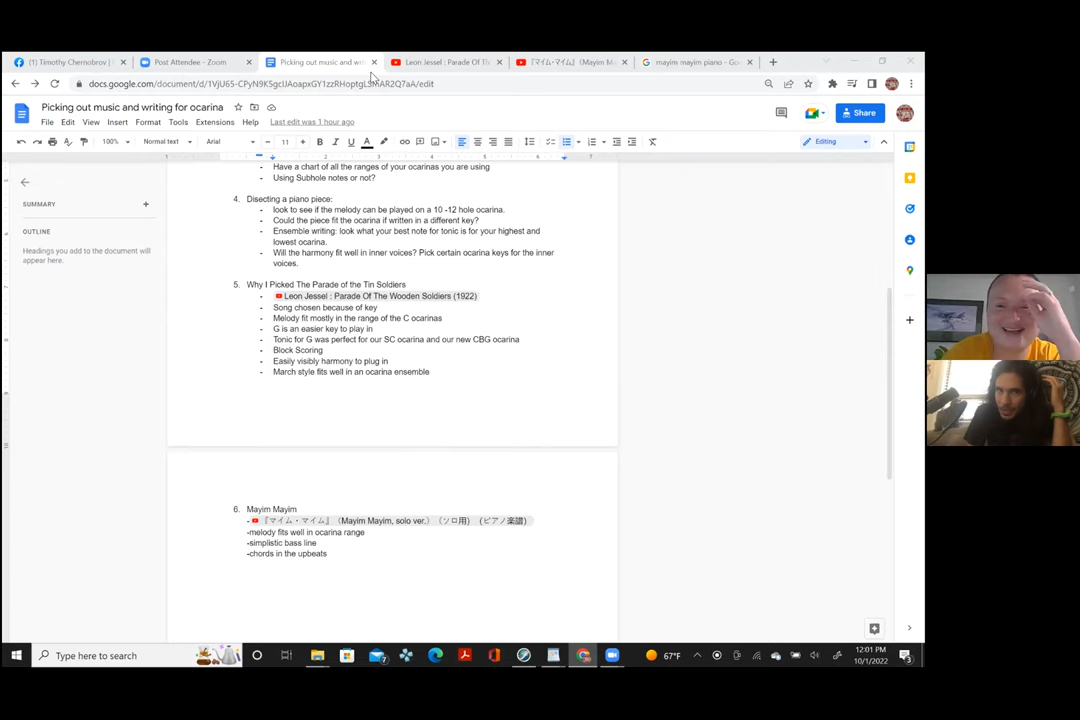 (1) Timothy Chernobrov |
Post Attendee - Zoom
Picking out music and wri
Leon Jessel : Parade Of Th
『マイム・マイム』 (Mayim M
mayim mayim piano - Go
docs.google.com/document/d/
Picking out music and writing for ocarina
File Edit View Insert Format Tools Extensions Help Last edit was 1 hour ago
Share
100% Normal text Arial 11 Editing
1 1 2 3 4 5 6 7
SUMMARY
OUTLINE
Headings you add to the document will
appear here.
- Have a chart of all the ranges of your ocarinas you are using
- Using Subhole notes or not?
4. Disecting a piano piece:
- look to see if the melody can be played on a 10 -12 hole ocarina.
- Could the piece fit the ocarina if written in a different key?
- Ensemble writing: look what your best note for tonic is for your highest and
lowest ocarina.
- Will the harmony fit well in inner voices? Pick certain ocarina keys for the inner
voices.
5. Why I Picked The Parade of the Tin Soldiers
- Leon Jessel : Parade Of The Wooden Soldiers (1922)
- Song chosen because of key
- Melody fit mostly in the range of the C ocarinas
- G is an easier key to play in
- Tonic for G was perfect for our SC ocarina and our new CBG ocarina
- Block Scoring
- Easily visibly harmony to plug in
- March style fits well in an ocarina ensemble
6. Mayim Mayim
- 『マイム・マイム』 (Mayim Mayim, solo ver.) (ソロ用) (ピアノ楽譜)
-melody fits well in ocarina range
-simplistic bass line
-chords in the upbeats
Type here to search
7
67°F
12:01 PM
10/1/2022
3